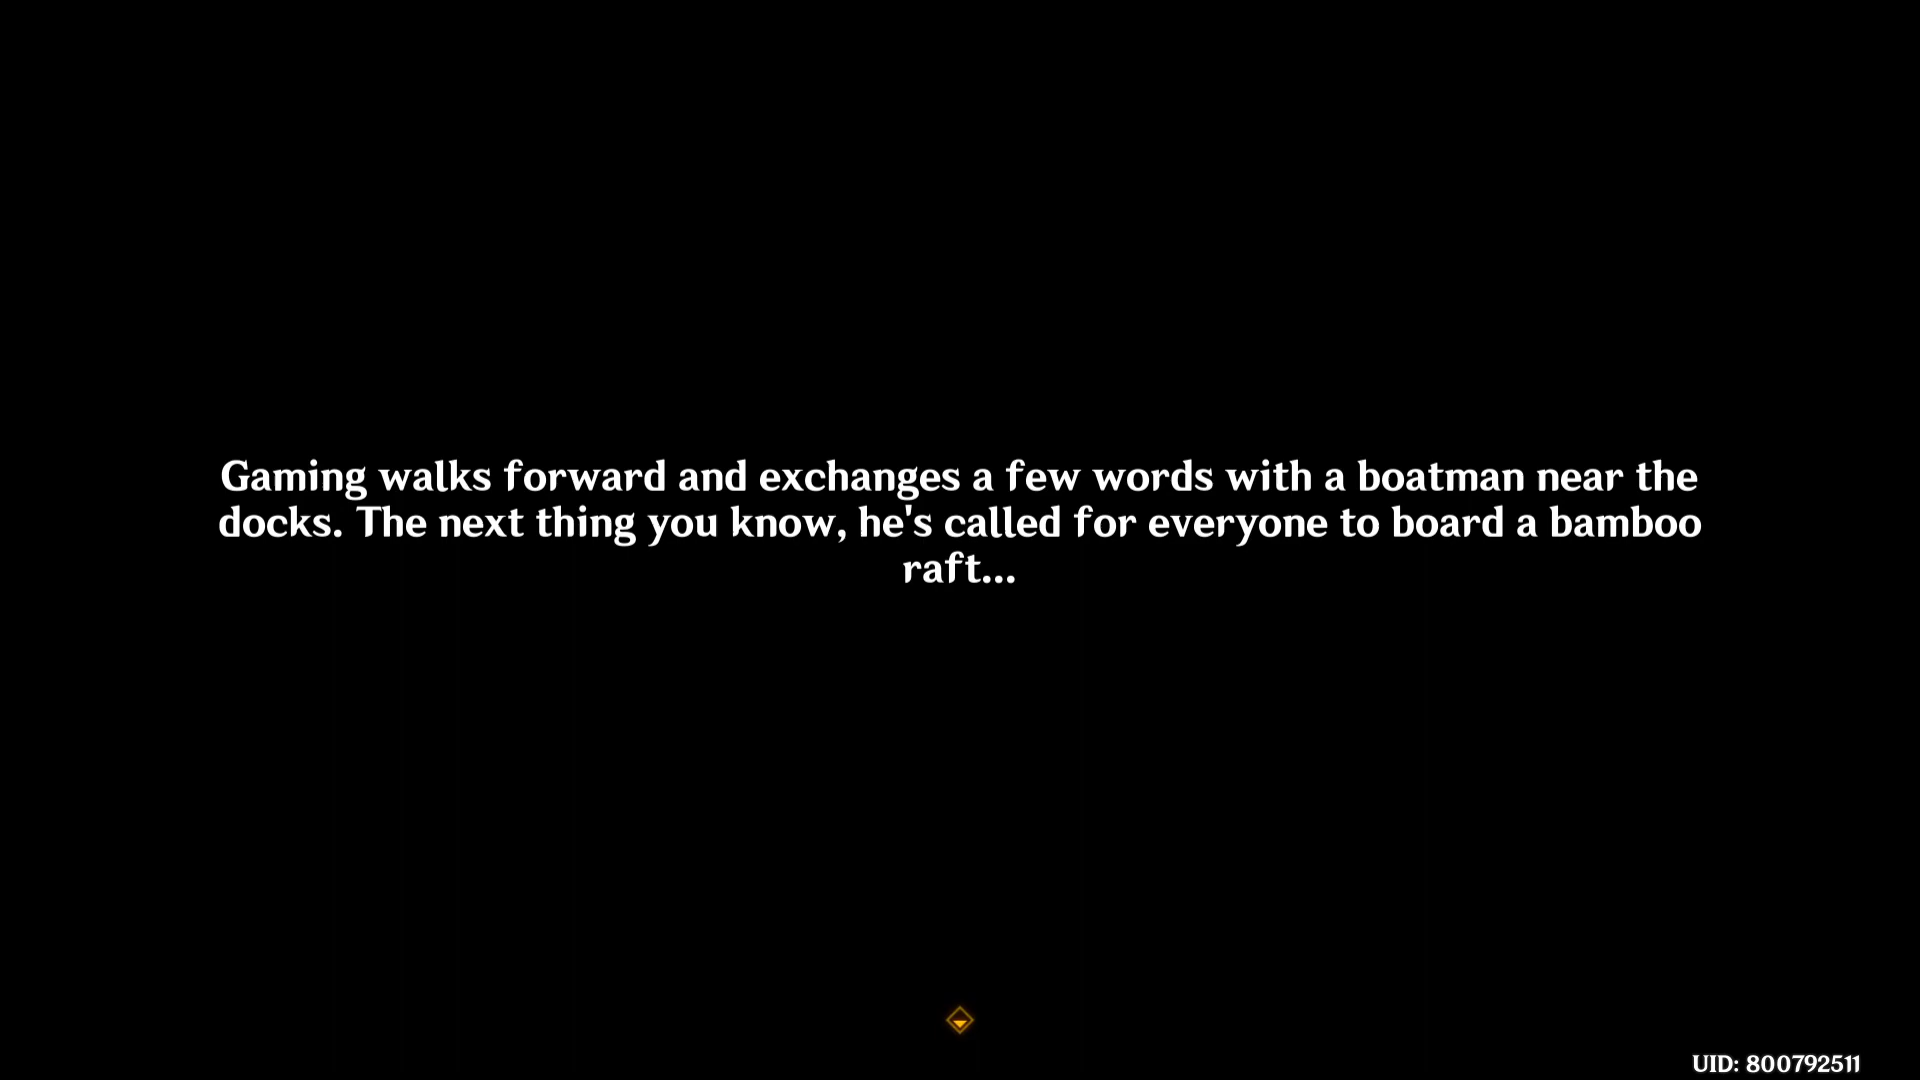 Gaming walks forward and exchanges a few words with a boatman near the
docks. The next thing you know, he's called for everyone to board a bamboo
raft...
UID: 800792511